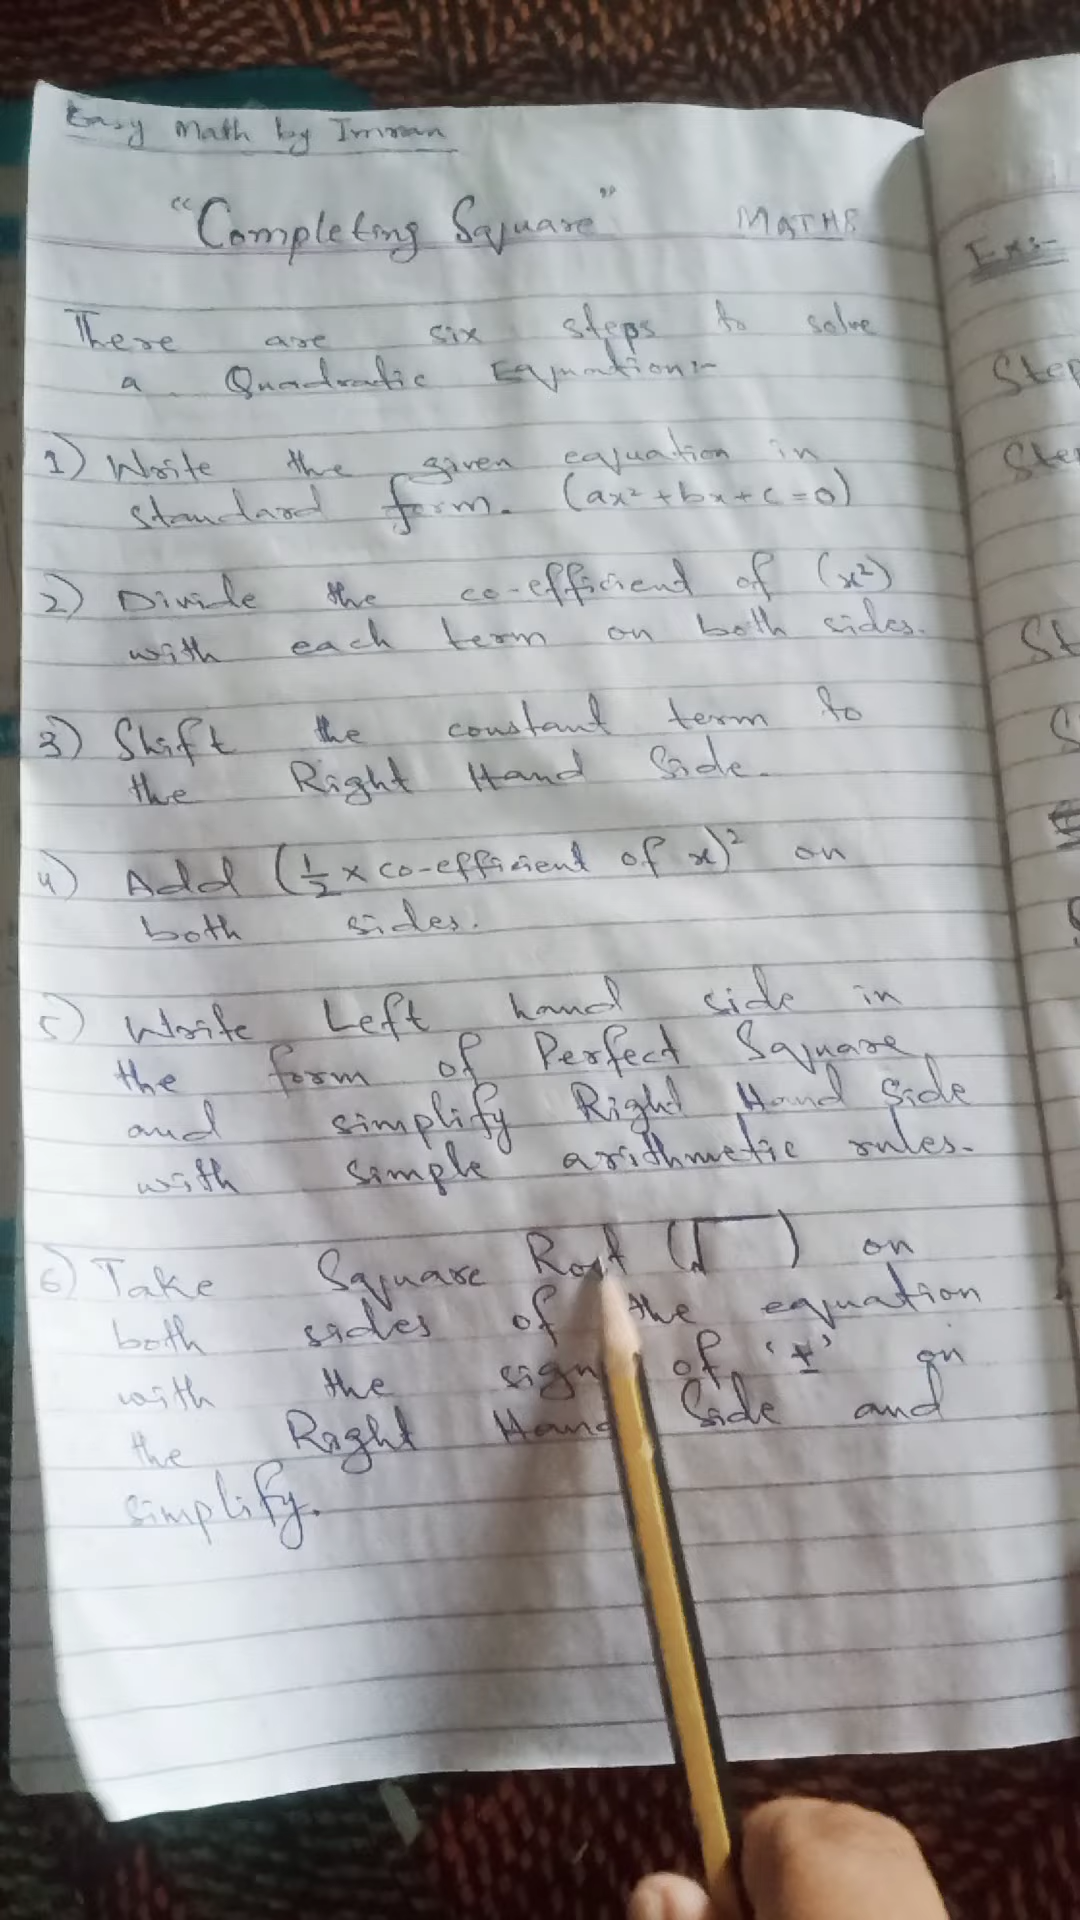 Easy Math by Imran
"Completing Square" MATHS
There are six steps to solve
a Quadratic Equation:-
1) Write the given equation in
standard form. (ax² + bx + c = 0)
2) Divide the co-efficiend of (x²)
with each term on both sides.
3) Shift the constant term to
the Right Hand Side.
4) Add (1/2 × co-efficient of x)² on
both sides.
5) Write Left hand side in
the form of Perfect Square,
and simplify Right Hand Side
with simple arithmetic rules.
6) Take Square Root (√ ) on
both sides of the equation
with the sign of '±' on
the Right Hand Side and
simplify.
Step
Ste
St
S